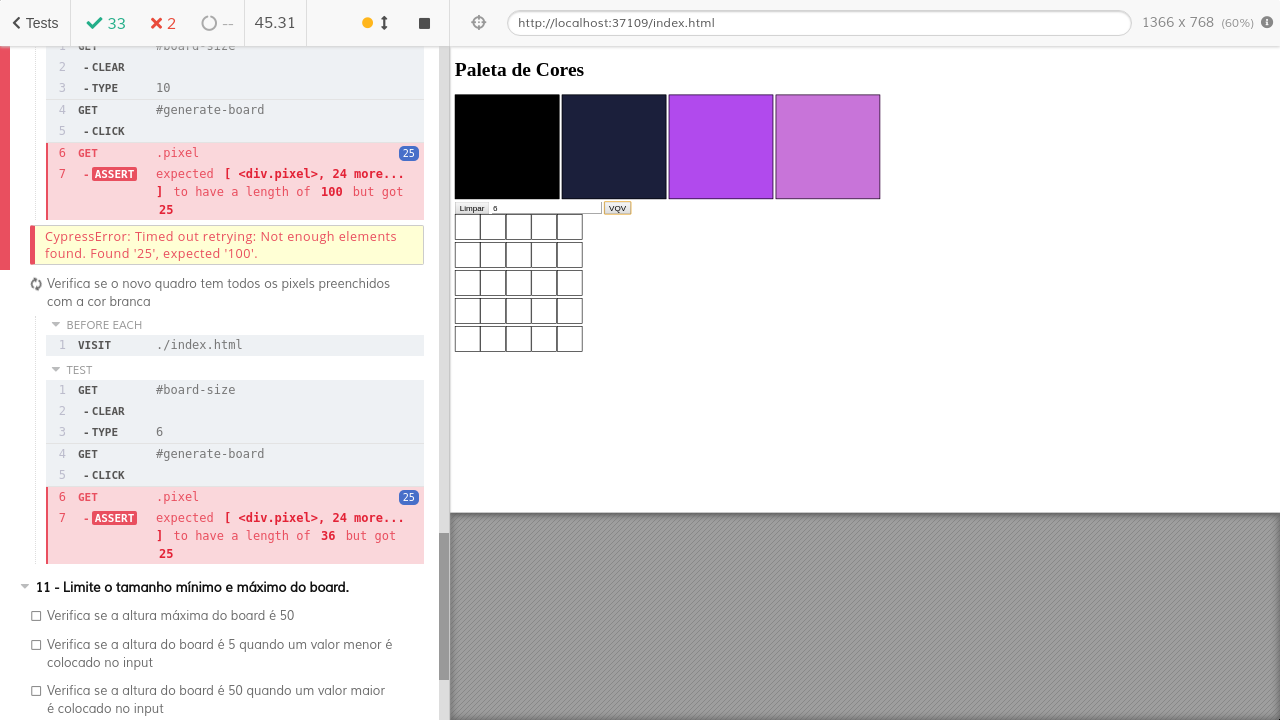 Tests
33
2
--
45.31
http://localhost:37109/index.html
1366 x 768 (60%)
1 GET #board-size
2 - CLEAR
3 - TYPE 10
4 GET #generate-board
5 - CLICK
6 GET .pixel 25
7 - ASSERT expected [ <div.pixel>, 24 more...
] to have a length of 100 but got
25
CypressError: Timed out retrying: Not enough elements
found. Found '25', expected '100'.
Verifica se o novo quadro tem todos os pixels preenchidos
com a cor branca
BEFORE EACH
1 VISIT ./index.html
TEST
1 GET #board-size
2 - CLEAR
3 - TYPE 6
4 GET #generate-board
5 - CLICK
6 GET .pixel 25
7 - ASSERT expected [ <div.pixel>, 24 more...
] to have a length of 36 but got
25
11 - Limite o tamanho mínimo e máximo do board.
Verifica se a altura máxima do board é 50
Verifica se a altura do board é 5 quando um valor menor é
colocado no input
Verifica se a altura do board é 50 quando um valor maior
é colocado no input
Paleta de Cores
Limpar 6 VQV